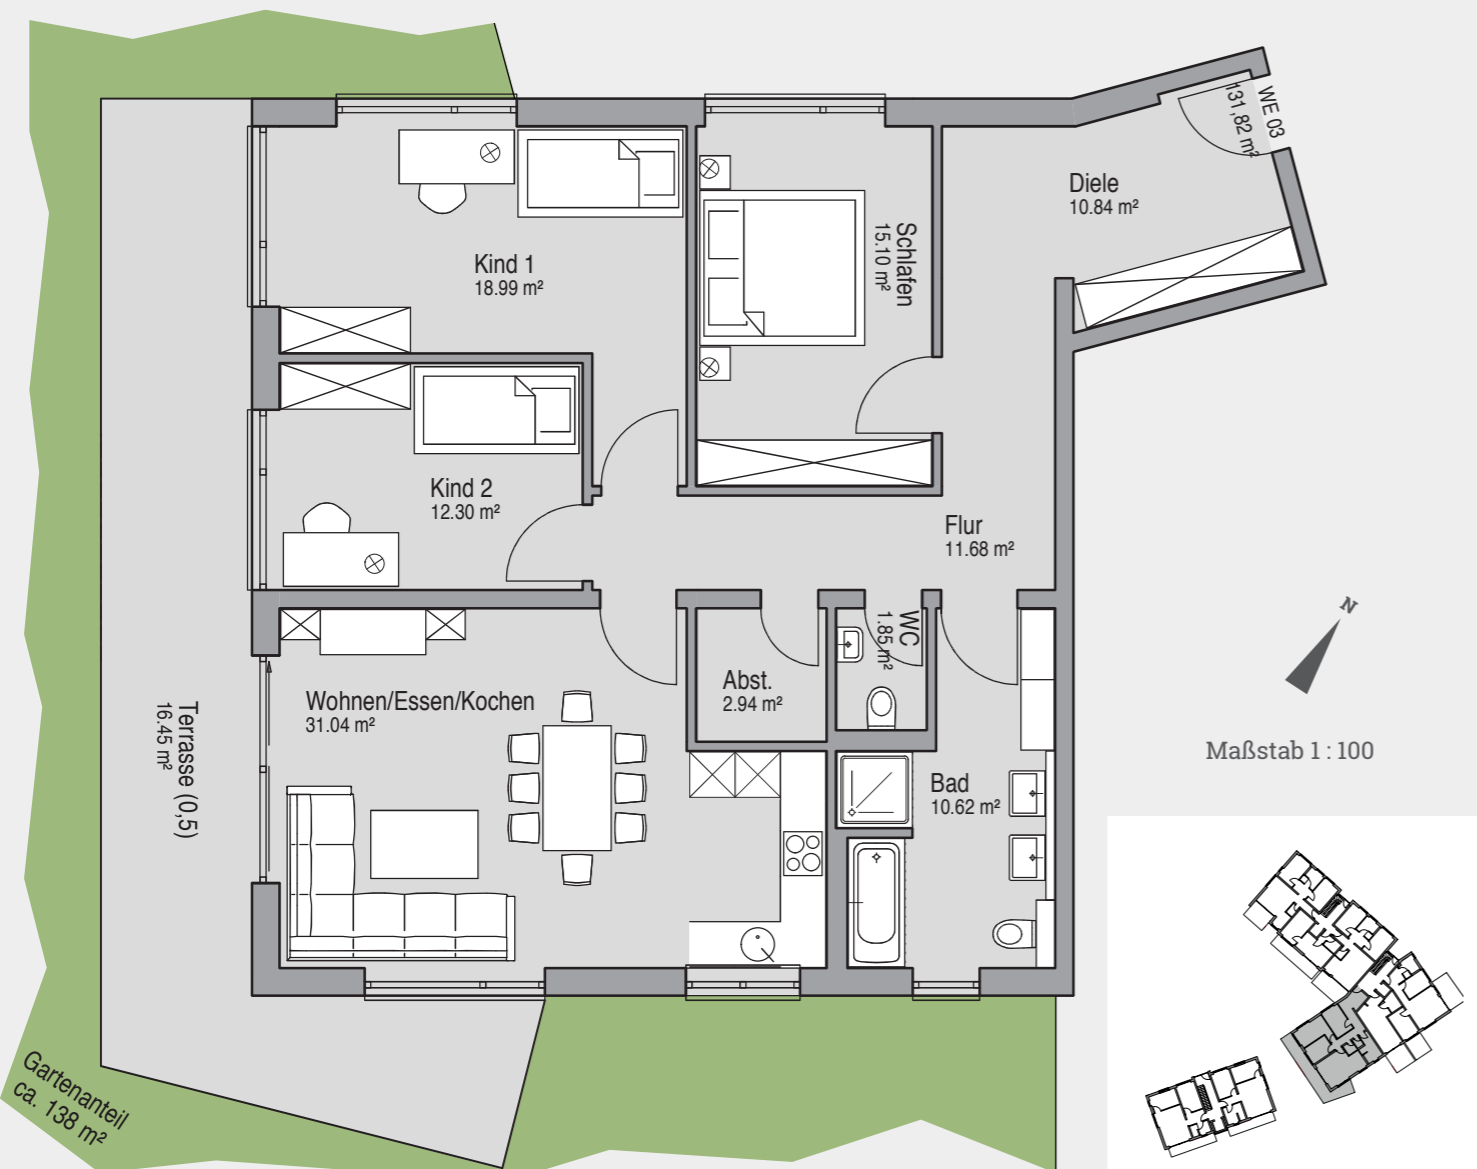 WE 03
131,82 m²
Diele
10.84 m²
Schlafen
15.10 m²
Kind 1
18.99 m²
Kind 2
12.30 m²
Flur
11.68 m²
WC
1.85 m²
Abst.
2.94 m²
Wohnen/Essen/Kochen
31.04 m²
Terrasse (0,5)
16.45 m²
Bad
10.62 m²
N
Maßstab 1 : 100
Gartenanteil
ca. 138 m²